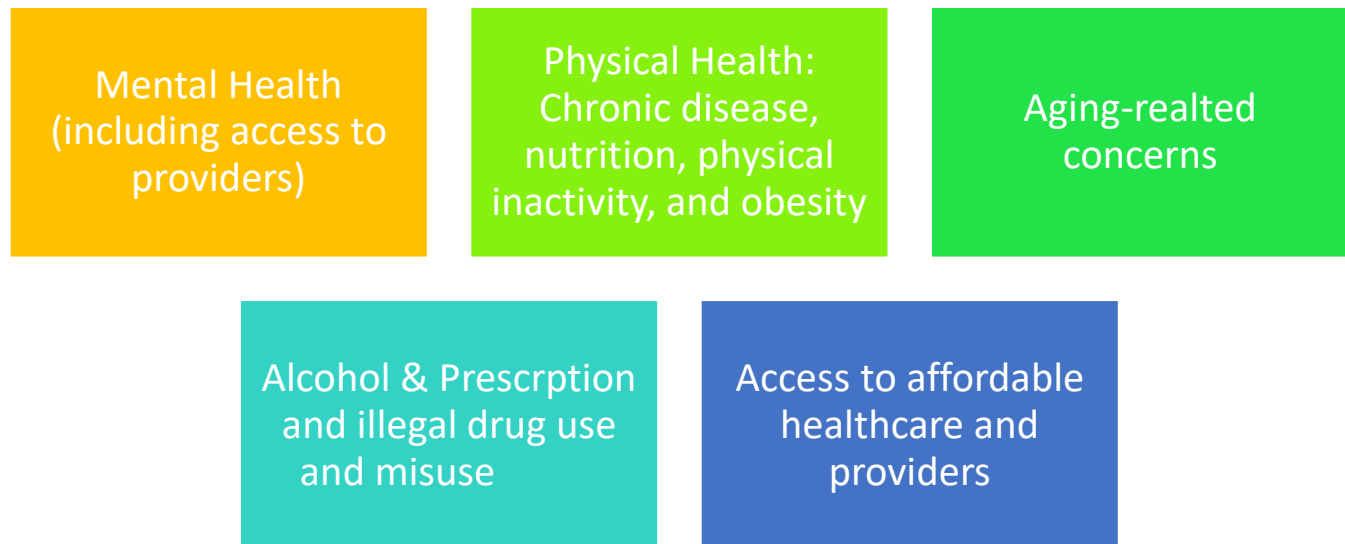 Mental Health
(including access to
providers)
Physical Health:
Chronic disease,
nutrition, physical
inactivity, and obesity
Aging-realted
concerns
Alcohol & Prescrption
and illegal drug use
and misuse
Access to affordable
healthcare and
providers